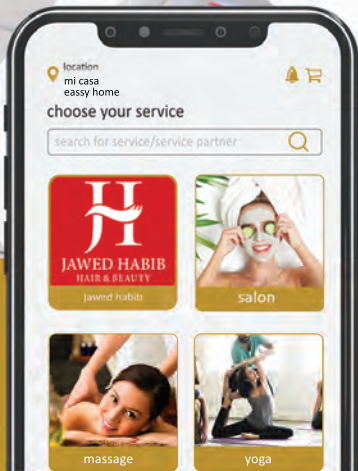 location
mi casa
eassy home
choose your service
search for service/service partner
JAWED HABIB
HAIR & BEAUTY
jawed habib
salon
massage
yoga